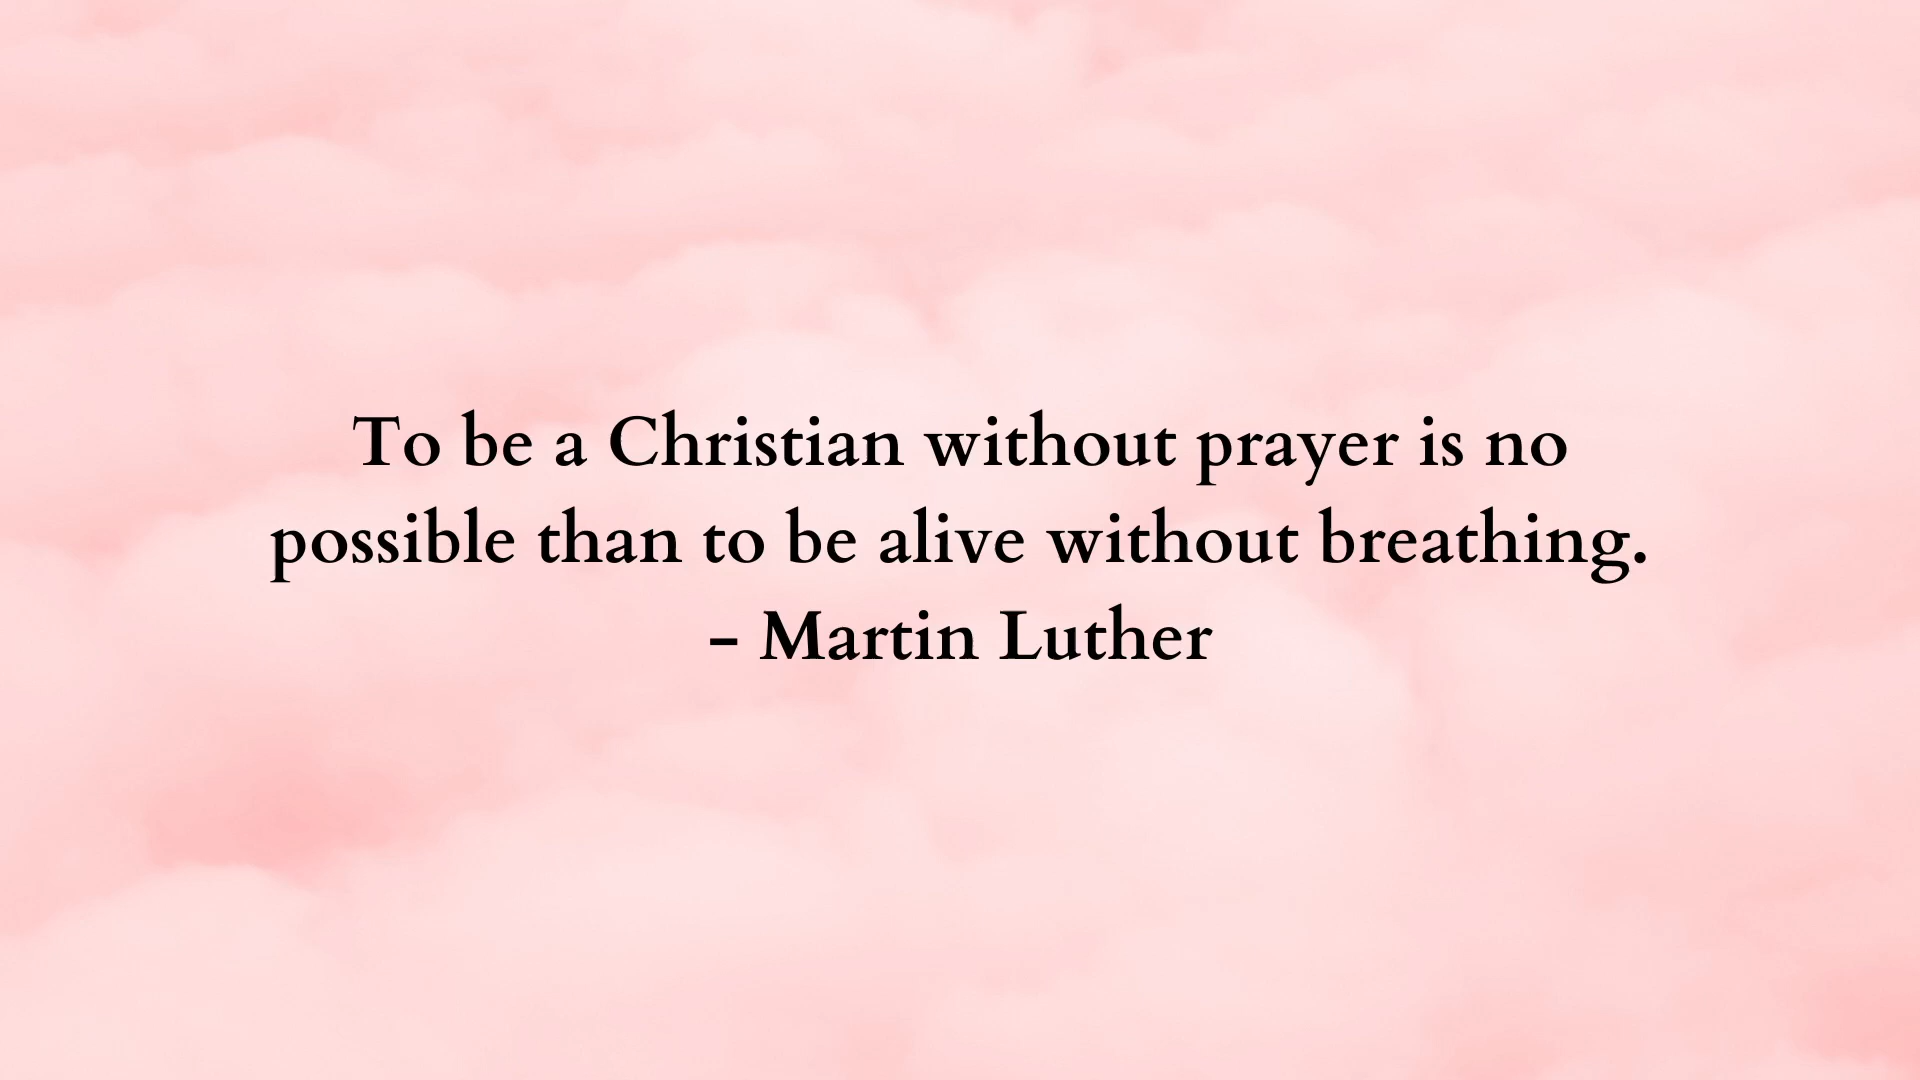 To be a Christian without prayer is no
possible than to be alive without breathing.
- Martin Luther